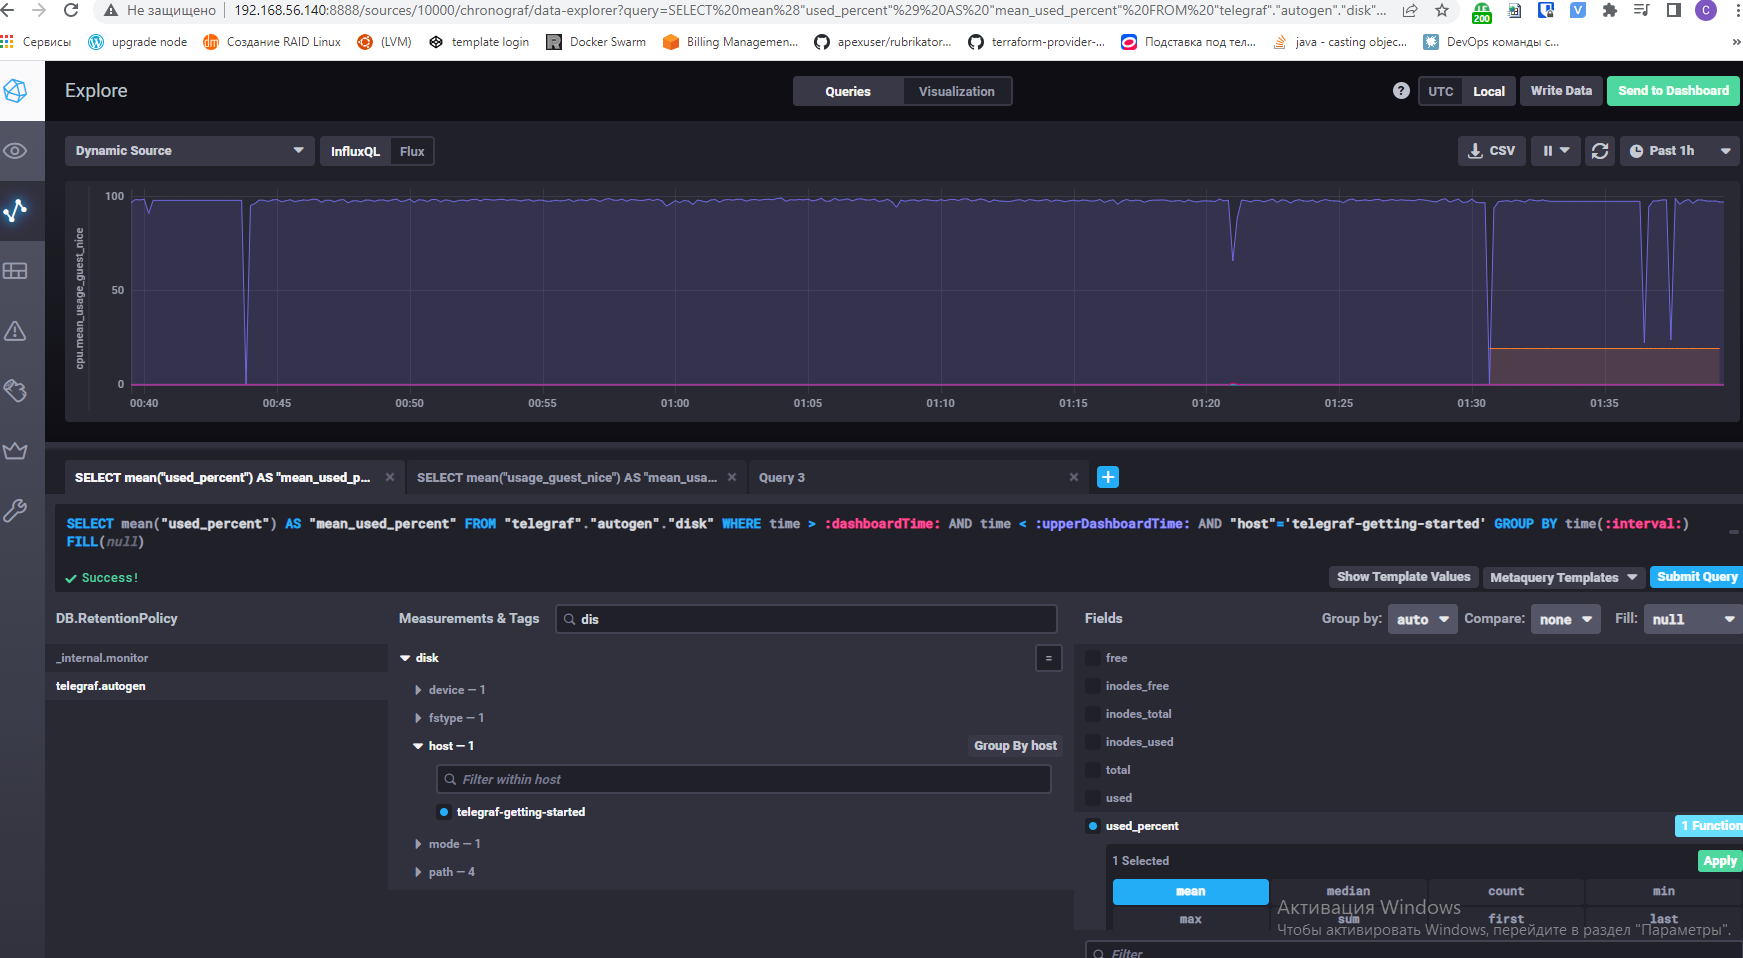 Не защищено
192.168.56.140:8888/sources/10000/chronograf/data-explorer?query=SELECT%20mean%28"used_percent"%29%20AS%20"mean_used_percent"%20FROM%20"telegraf"."autogen"."disk"...
200
V
C
Сервисы
upgrade node
Создание RAID Linux
(LVM)
template login
Docker Swarm
Billing Managemen...
apexuser/rubrikator...
terraform-provider-...
Подставка под тел...
java - casting objec...
DevOps команды с...
»
Explore
Queries
Visualization
?
UTC
Local
Write Data
Send to Dashboard
Dynamic Source
InfluxQL
Flux
CSV
Past 1h
cpu.mean_usage_guest_nice
100
50
0
00:40 00:45 00:50 00:55 01:00 01:05 01:10 01:15 01:20 01:25 01:30 01:35
SELECT mean("used_percent") AS "mean_used_p...
SELECT mean("usage_guest_nice") AS "mean_usa...
Query 3
SELECT mean("used_percent") AS "mean_used_percent" FROM "telegraf"."autogen"."disk" WHERE time > :dashboardTime: AND time < :upperDashboardTime: AND "host"='telegraf-getting-started' GROUP BY time(:interval:)
FILL(null)
Success!
Show Template Values
Metaquery Templates
Submit Query
DB.RetentionPolicy
_internal.monitor
telegraf.autogen
Measurements & Tags
dis
disk
=
device — 1
fstype — 1
host — 1
Group By host
Filter within host
telegraf-getting-started
mode — 1
path — 4
Fields
Group by:
auto
Compare:
none
Fill:
null
free
inodes_free
inodes_total
inodes_used
total
used
used_percent
1 Function
1 Selected
Apply
mean
median
count
min
max
sum
first
last
Filter
Активация Windows
Чтобы активировать Windows, перейдите в раздел "Параметры".